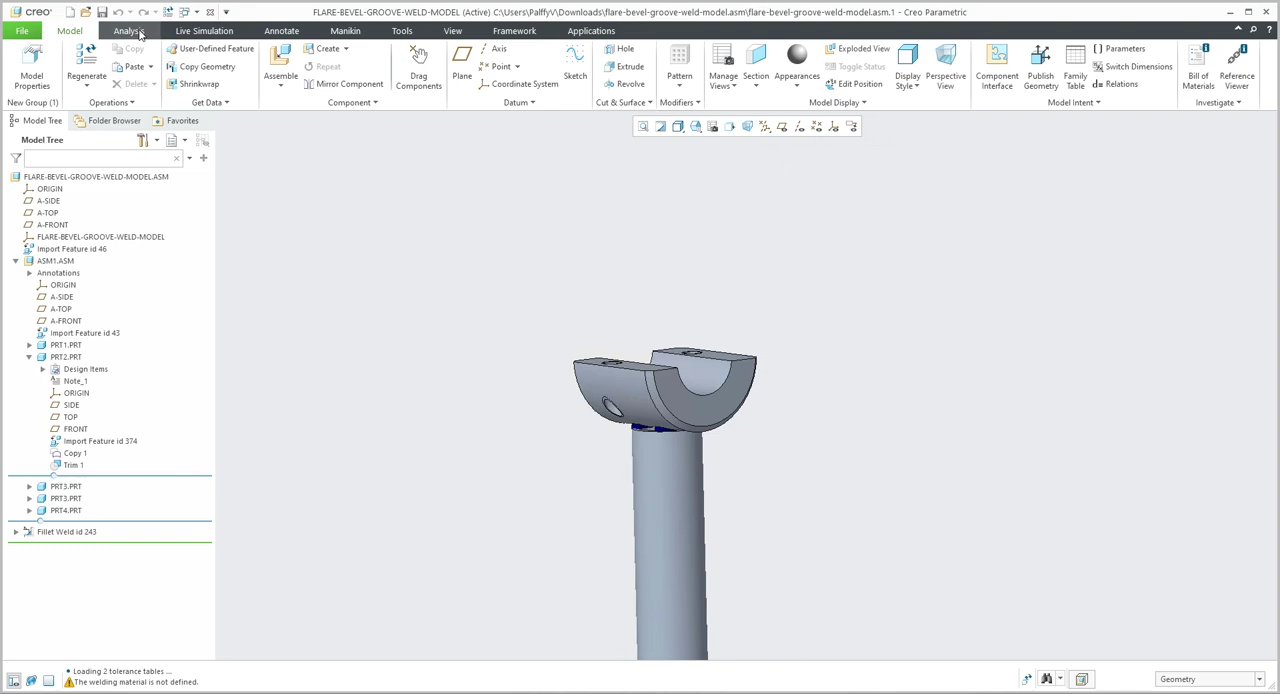 creo
FLARE-BEVEL-GROOVE-WELD-MODEL (Active) C:\Users\PalffyV\Downloads\flare-bevel-groove-weld-model.asm\flare-bevel-groove-weld-model.asm.1 - Creo Parametric
File Model Analysis Live Simulation Annotate Manikin Tools View Framework Applications
Model Properties
Regenerate
Copy
Paste
Delete
User-Defined Feature
Copy Geometry
Shrinkwrap
Assemble
Create
Repeat
Mirror Component
Drag Components
Plane
Axis
Point
Coordinate System
Sketch
Hole
Extrude
Revolve
Pattern
Manage Views
Section
Appearances
Exploded View
Toggle Status
Edit Position
Display Style
Perspective View
Component Interface
Publish Geometry
Family Table
Parameters
Switch Dimensions
Relations
Bill of Materials
Reference Viewer
New Group (1) Operations Get Data Component Datum Cut & Surface Modifiers Model Display Model Intent Investigate
Model Tree Folder Browser Favorites
Model Tree
FLARE-BEVEL-GROOVE-WELD-MODEL.ASM
ORIGIN
A-SIDE
A-TOP
A-FRONT
FLARE-BEVEL-GROOVE-WELD-MODEL
Import Feature id 46
ASM1.ASM
Annotations
ORIGIN
A-SIDE
A-TOP
A-FRONT
Import Feature id 43
PRT1.PRT
PRT2.PRT
Design Items
Note_1
ORIGIN
SIDE
TOP
FRONT
Import Feature id 374
Copy 1
Trim 1
PRT3.PRT
PRT3.PRT
PRT4.PRT
Fillet Weld id 243
Loading 2 tolerance tables ...
The welding material is not defined.
Geometry